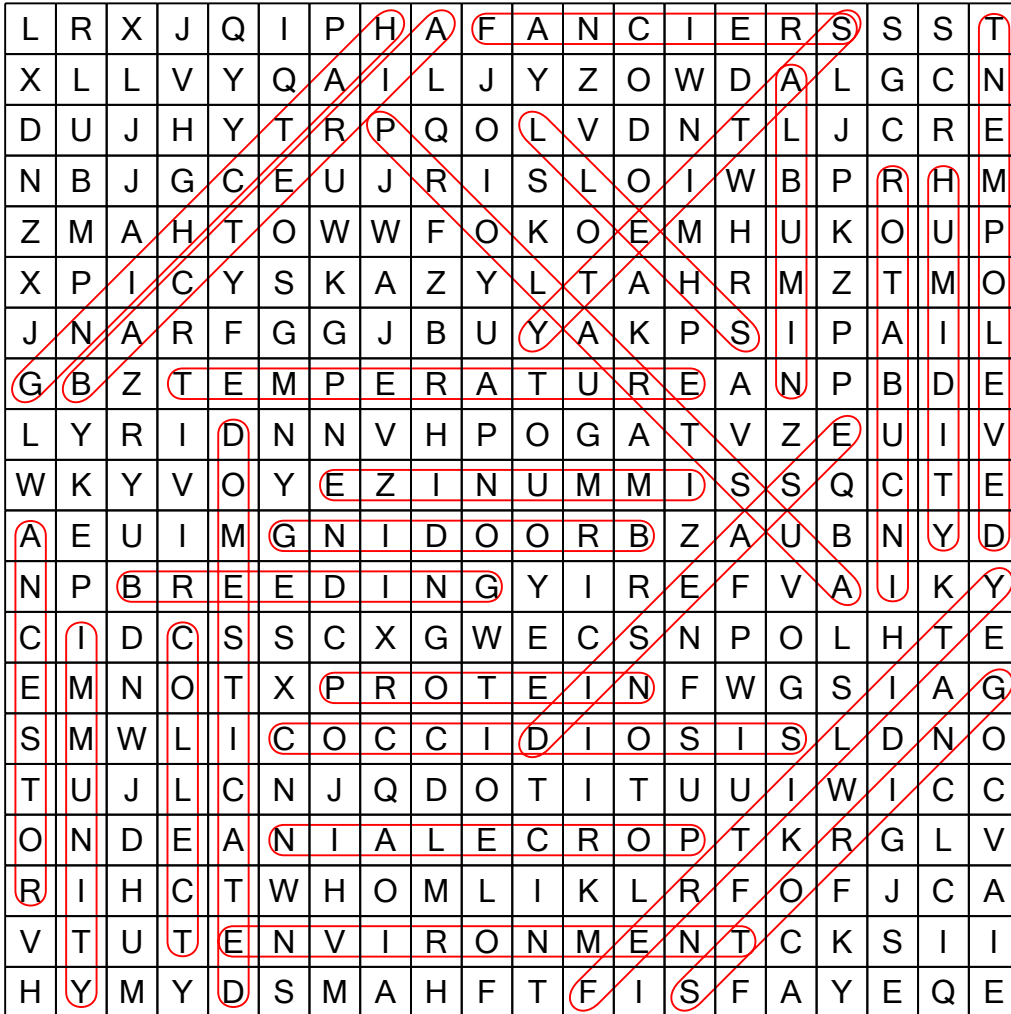 L R X J Q I P H A F A N C I E R S S S T
X L L V Y Q A I L J Y Z O W D A L G C N
D U J H Y T R P Q O L V D N T L J C R E
N B J G C E U J R I S L O I W B P R H M
Z M A H T O W W F O K O E M H U K O U P
X P I C Y S K A Z Y L T A H R M Z T M O
J N A R F G G J B U Y A K P S I P A I L
G B Z T E M P E R A T U R E A N P B D E
L Y R I D N N V H P O G A T V Z E U I V
W K Y V O Y E Z I N U M M I S S Q C T E
A E U I M G N I D O O R B Z A U B N Y D
N P B R E E D I N G Y I R E F V A I K Y
C I D C S S C X G W E C S N P O L H T E
E M N O T X P R O T E I N F W G S I A G
S M W L I C O C C I D I O S I S L D N O
T U J L C N J Q D O T I T U U I W I C C
O N D E A N I A L E C R O P T K R G L V
R I H C T W H O M L I K L R F O F J C A
V T U T E N V I R O N M E N T C K S I I
H Y M Y D S M A H F T F I S F A Y E Q E